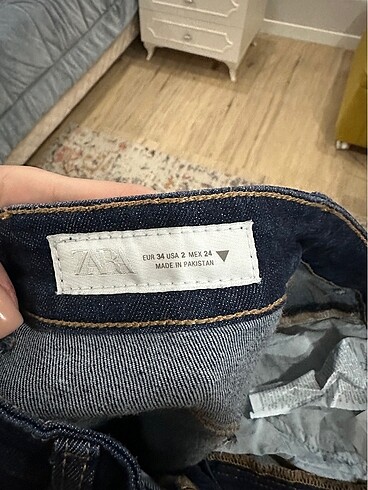 ZARA
EUR 34 USA 2 MEX 24
MADE IN PAKISTAN